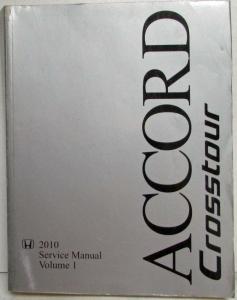 ACCORD
Crosstour
2010
Service Manual
Volume 1